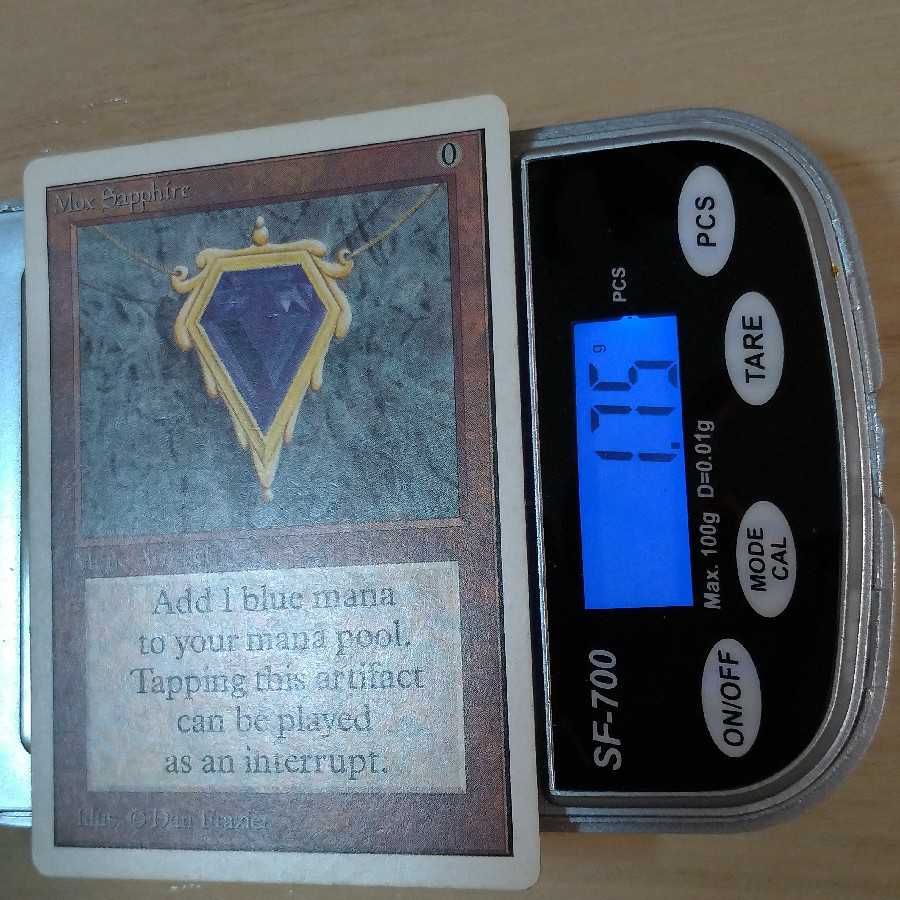 0
Mox Sapphire
Mono Artifact
Add 1 blue mana
to your mana pool.
Tapping this artifact
can be played
as an interrupt.
Illus. © Dan Frazier
PCS
TARE
MODE
CAL
ON/OFF
PCS
g
1.75
Max. 100g D=0.01g
SF-700